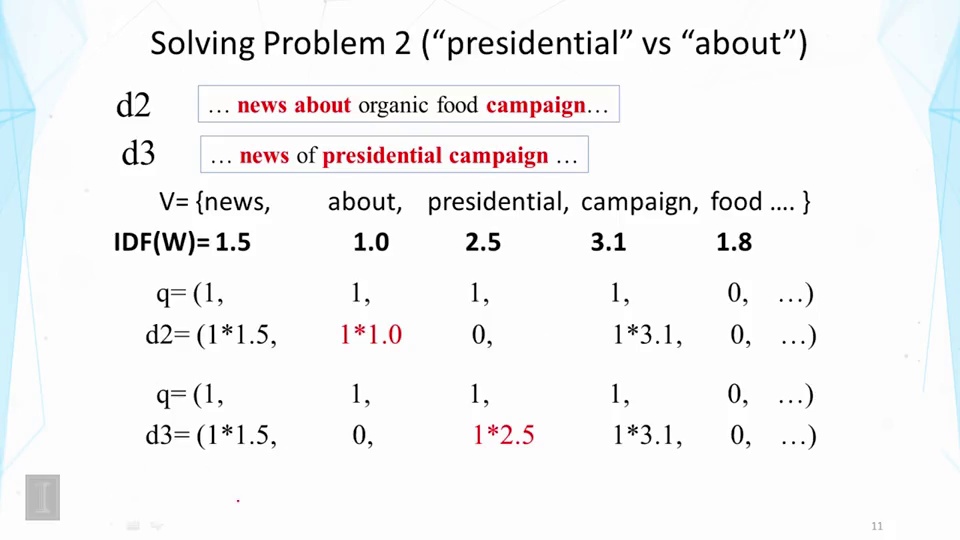 Solving Problem 2 (“presidential” vs “about”)
d2 … news about organic food campaign…
d3 … news of presidential campaign …
V= {news, about, presidential, campaign, food …. }
IDF(W)= 1.5 1.0 2.5 3.1 1.8
q= (1, 1, 1, 1, 0, …)
d2= (1*1.5, 1*1.0 0, 1*3.1, 0, …)
q= (1, 1, 1, 1, 0, …)
d3= (1*1.5, 0, 1*2.5 1*3.1, 0, …)
I
11